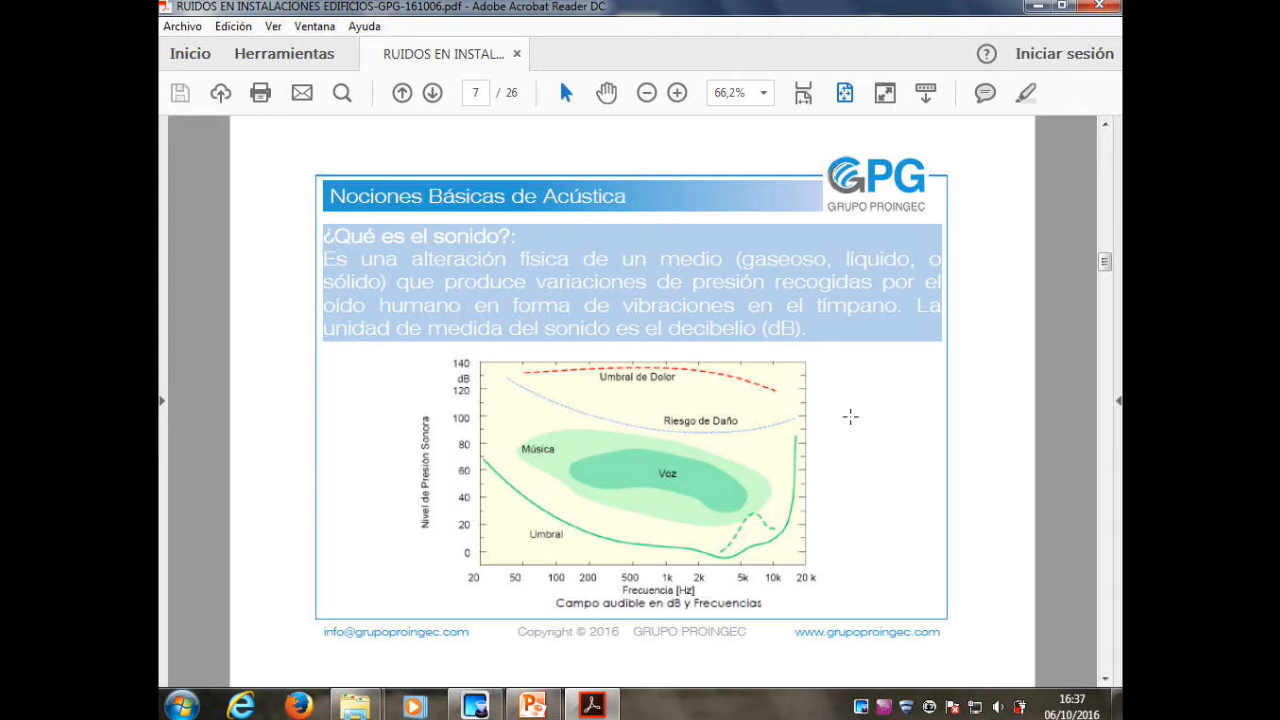 RUIDOS EN INSTALACIONES EDIFICIOS-GPG-161006.pdf - Adobe Acrobat Reader DC
Archivo Edición Ver Ventana Ayuda
Inicio Herramientas RUIDOS EN INSTAL... × Iniciar sesión
7 / 26 66,2%
GPG
GRUPO PROINGEC
Nociones Básicas de Acústica
¿Qué es el sonido?:
Es una alteración física de un medio (gaseoso, líquido, o
sólido) que produce variaciones de presión recogidas por el
oído humano en forma de vibraciones en el tímpano. La
unidad de medida del sonido es el decibelio (dB).
140
dB
120
100
80
60
40
20
0
Nivel de Presión Sonora
Umbral de Dolor
Riesgo de Daño
Música
Voz
Umbral
20 50 100 200 500 1k 2k 5k 10k 20 k
Frecuencia [Hz]
Campo audible en dB y Frecuencias
info@grupoproingec.com Copyright © 2016 GRUPO PROINGEC www.grupoproingec.com
16:37
06/10/2016